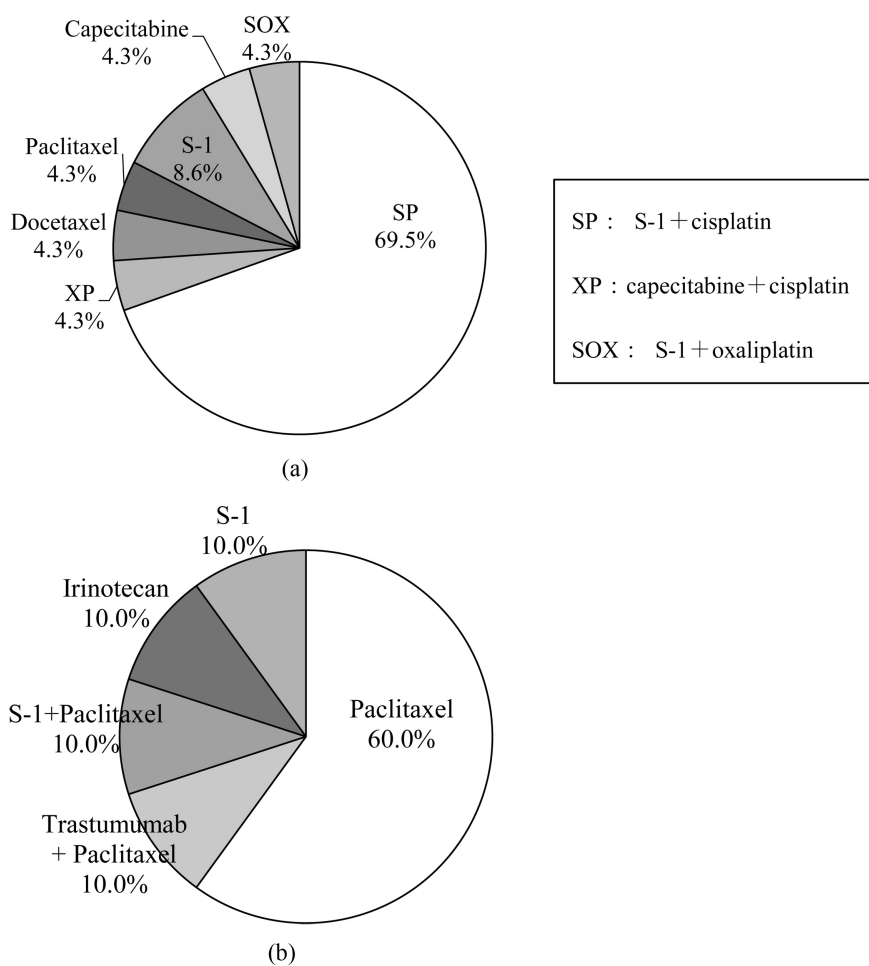 Capecitabine
4.3%
SOX
4.3%
Paclitaxel
4.3%
S-1
8.6%
Docetaxel
4.3%
XP
4.3%
SP
69.5%
SP： S-1＋cisplatin
XP：capecitabine＋cisplatin
SOX： S-1＋oxaliplatin
(a)
S-1
10.0%
Irinotecan
10.0%
S-1+Paclitaxel
10.0%
Trastumumab
+ Paclitaxel
10.0%
Paclitaxel
60.0%
(b)